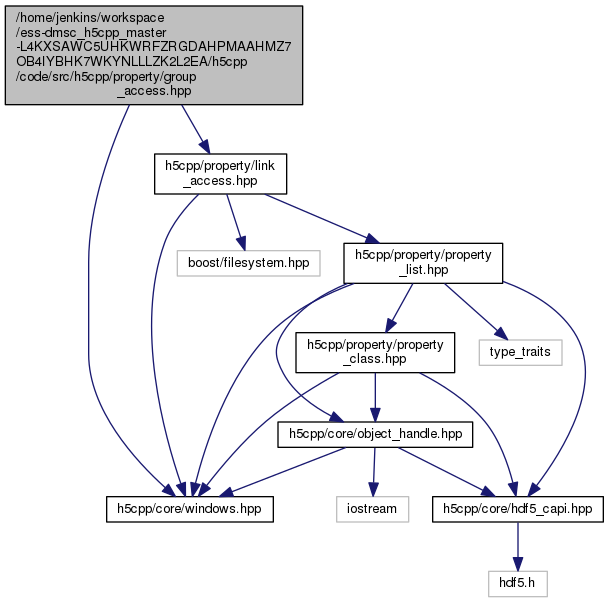 /home/jenkins/workspace
/ess-dmsc_h5cpp_master
-L4KXSAWC5UHKWRFZRGDAHPMAAHMZ7
OB4IYBHK7WKYNLLLZK2L2EA/h5cpp
/code/src/h5cpp/property/group
_access.hpp
h5cpp/property/link
_access.hpp
boost/filesystem.hpp
h5cpp/property/property
_list.hpp
h5cpp/property/property
_class.hpp
type_traits
h5cpp/core/object_handle.hpp
h5cpp/core/windows.hpp
iostream
h5cpp/core/hdf5_capi.hpp
hdf5.h